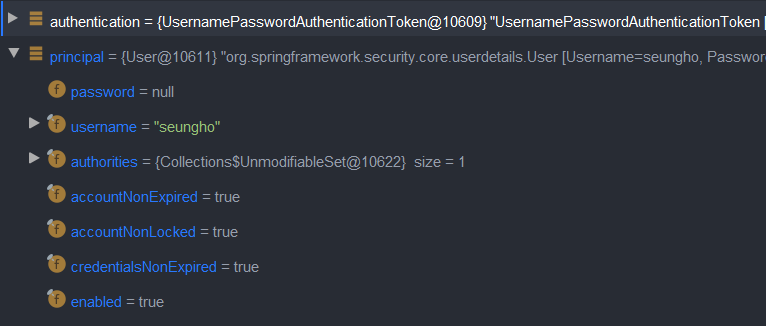 authentication = {UsernamePasswordAuthenticationToken@10609} "UsernamePasswordAuthenticationToken [
principal = {User@10611} "org.springframework.security.core.userdetails.User [Username=seungho, Passwor
f password = null
f username = "seungho"
f authorities = {Collections$UnmodifiableSet@10622} size = 1
f accountNonExpired = true
f accountNonLocked = true
f credentialsNonExpired = true
f enabled = true